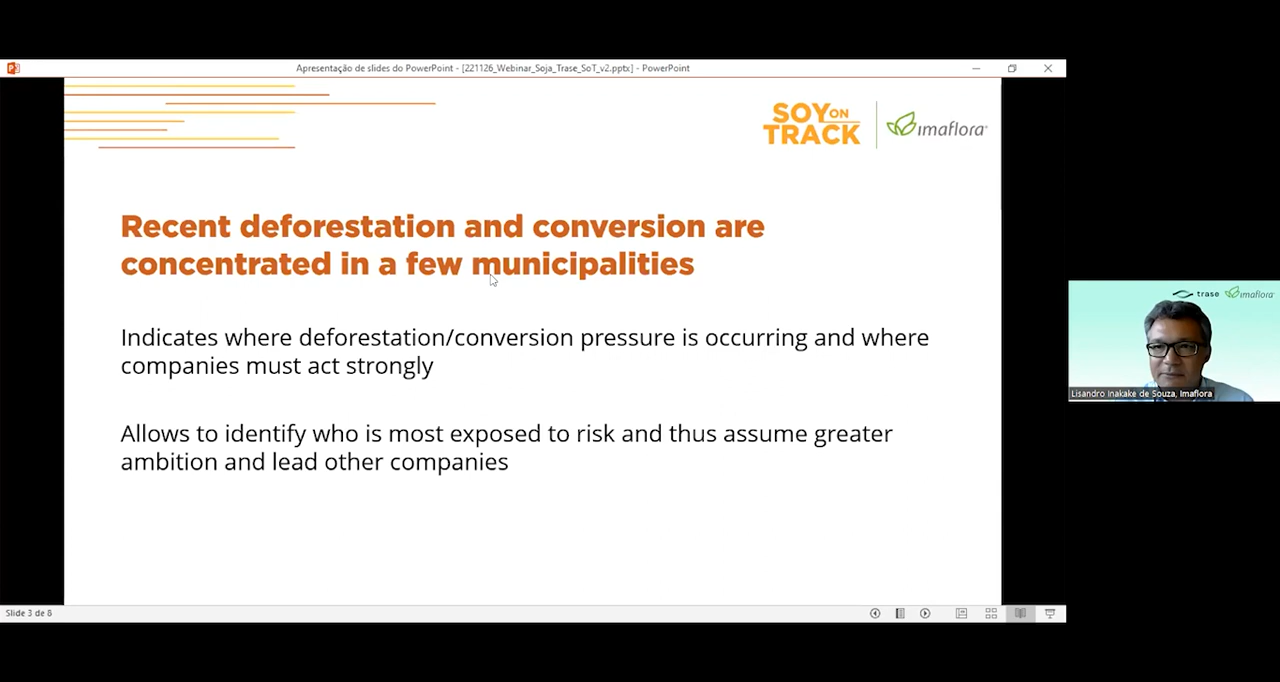 Apresentação de slides do PowerPoint - [221126_Webinar_Soja_Trase_SoT_v2.pptx] - PowerPoint
SOY ON
TRACK
imaflora®
Recent deforestation and conversion are
concentrated in a few municipalities
Indicates where deforestation/conversion pressure is occurring and where
companies must act strongly
Allows to identify who is most exposed to risk and thus assume greater
ambition and lead other companies
trase imaflora
Lisandro Inakake de Souza, Imaflora
Slide 3 de 8